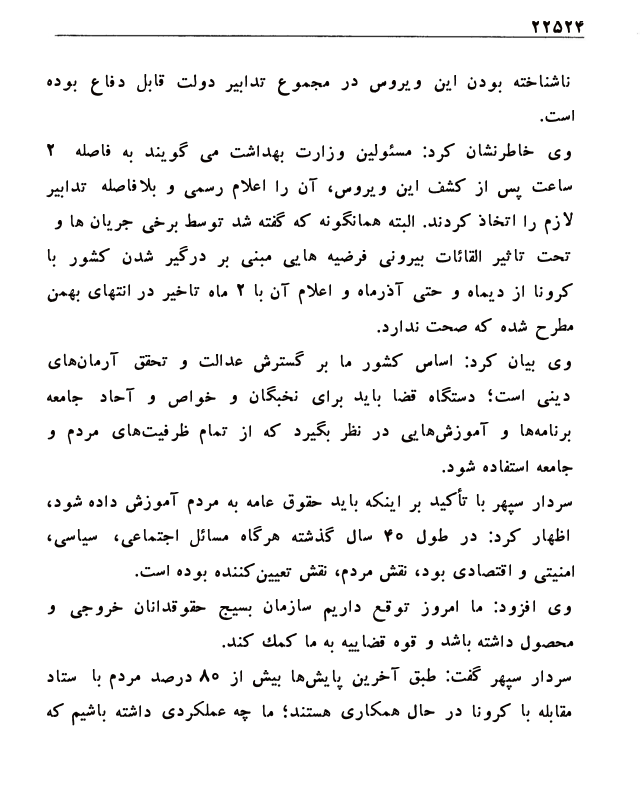 ۲۲۵۲۴
ناشناخته بودن این ویروس در مجموع تدابیر دولت قابل دفاع بوده
است.
وی خاطرنشان کرد: مسئولین وزارت بهداشت می گویند به فاصله ۲
ساعت پس از کشف این ویروس، آن را اعلام رسمی و بلافاصله تدابیر
لازم را اتخاذ کردند. البته همانگونه که گفته شد توسط برخی جریان ها و
تحت تاثیر القائات بیرونی فرضیه هایی مبنی بر درگیر شدن کشور با
کرونا از دیماه و حتی آذرماه و اعلام آن با ۲ ماه تاخیر در انتهای بهمن
مطرح شده که صحت ندارد.
وی بیان کرد: اساس کشور ما بر گسترش عدالت و تحقق آرمان‌های
دینی است؛ دستگاه قضا باید برای نخبگان و خواص و آحاد جامعه
برنامه‌ها و آموزش‌هایی در نظر بگیرد که از تمام ظرفیت‌های مردم و
جامعه استفاده شود.
سردار سپهر با تأکید بر اینکه باید حقوق عامه به مردم آموزش داده شود،
اظهار کرد: در طول ۴۰ سال گذشته هرگاه مسائل اجتماعی، سیاسی،
امنیتی و اقتصادی بود، نقش مردم، نقش تعیین‌کننده بوده است.
وی افزود: ما امروز توقع داریم سازمان بسیج حقوقدانان خروجی و
محصول داشته باشد و قوه قضاییه به ما کمک کند.
سردار سپهر گفت: طبق آخرین پایش‌ها بیش از ۸۰ درصد مردم با ستاد
مقابله با کرونا در حال همکاری هستند؛ ما چه عملکردی داشته باشیم که